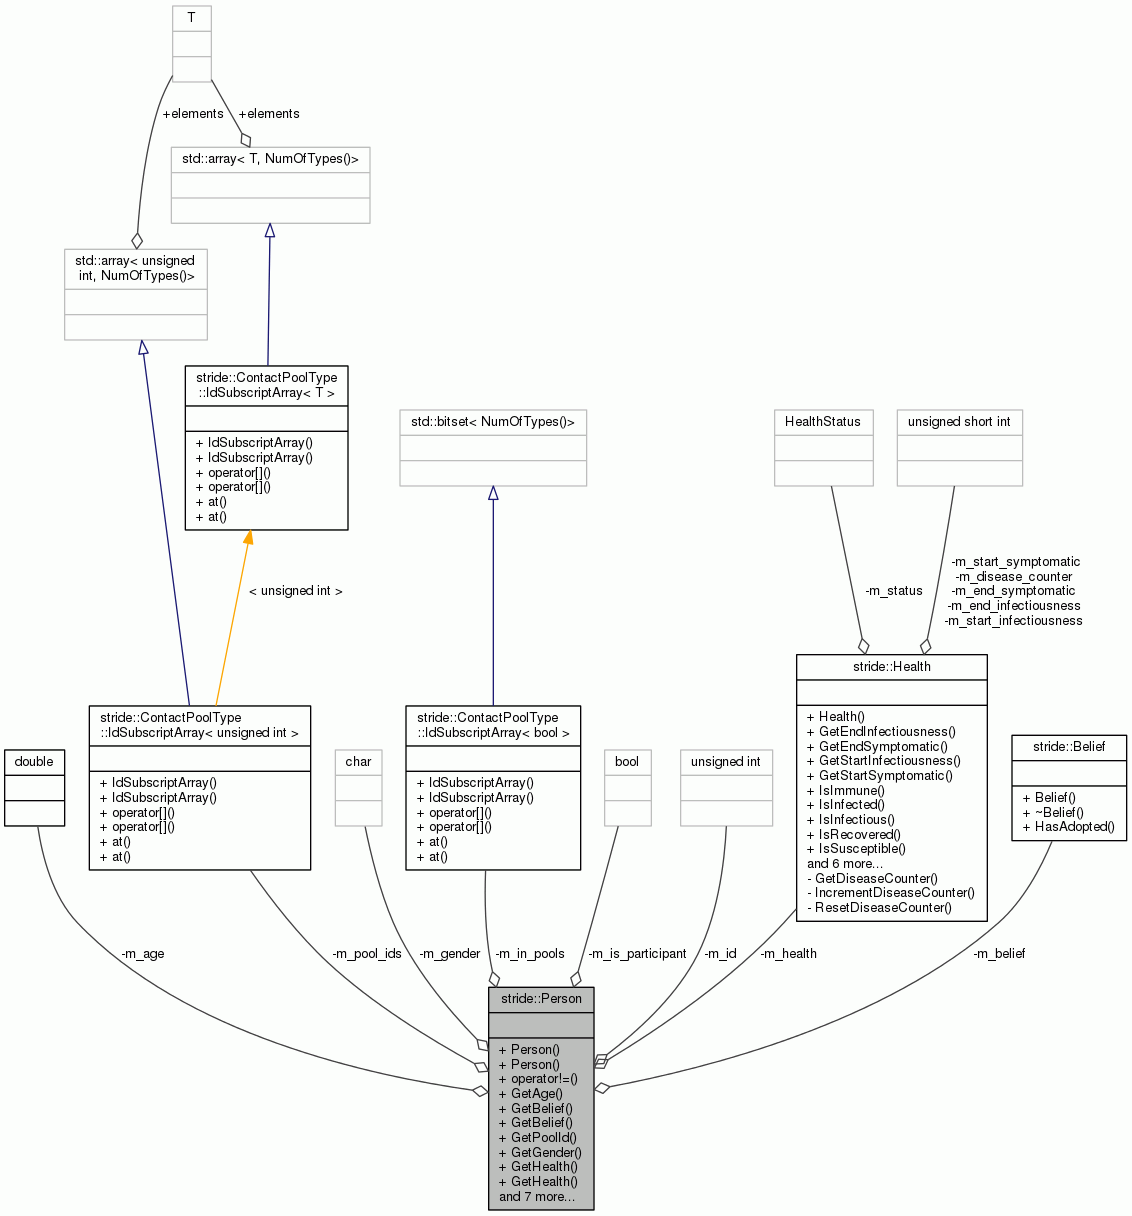 T
+elements
+elements
std::array< T, NumOfTypes()>
std::array< unsigned
int, NumOfTypes()>
stride::ContactPoolType
::IdSubscriptArray< T >
+ IdSubscriptArray()
+ IdSubscriptArray()
+ operator[]()
+ operator[]()
+ at()
+ at()
std::bitset< NumOfTypes()>
HealthStatus
unsigned short int
< unsigned int >
-m_status
-m_start_symptomatic
-m_disease_counter
-m_end_symptomatic
-m_end_infectiousness
-m_start_infectiousness
double
stride::ContactPoolType
::IdSubscriptArray< unsigned int >
+ IdSubscriptArray()
+ IdSubscriptArray()
+ operator[]()
+ operator[]()
+ at()
+ at()
char
stride::ContactPoolType
::IdSubscriptArray< bool >
+ IdSubscriptArray()
+ IdSubscriptArray()
+ operator[]()
+ operator[]()
+ at()
+ at()
bool
unsigned int
stride::Health
+ Health()
+ GetEndInfectiousness()
+ GetEndSymptomatic()
+ GetStartInfectiousness()
+ GetStartSymptomatic()
+ IsImmune()
+ IsInfected()
+ IsInfectious()
+ IsRecovered()
+ IsSusceptible()
and 6 more...
- GetDiseaseCounter()
- IncrementDiseaseCounter()
- ResetDiseaseCounter()
stride::Belief
+ Belief()
+ ~Belief()
+ HasAdopted()
-m_age
-m_pool_ids
-m_gender
-m_in_pools
-m_is_participant
-m_id
-m_health
-m_belief
stride::Person
+ Person()
+ Person()
+ operator!=()
+ GetAge()
+ GetBelief()
+ GetBelief()
+ GetPoolId()
+ GetGender()
+ GetHealth()
+ GetHealth()
and 7 more...